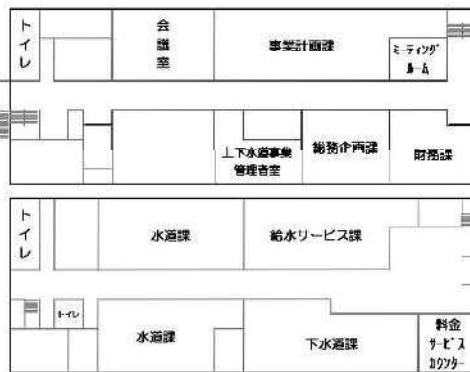 トイレ
会議室
事業計画課
ミーティング
ルーム
上下水道事業
管理者室
総務企画課
財務課
トイレ
水道課
給水サービス課
トイレ
水道課
下水道課
料金
サービス
カウンター